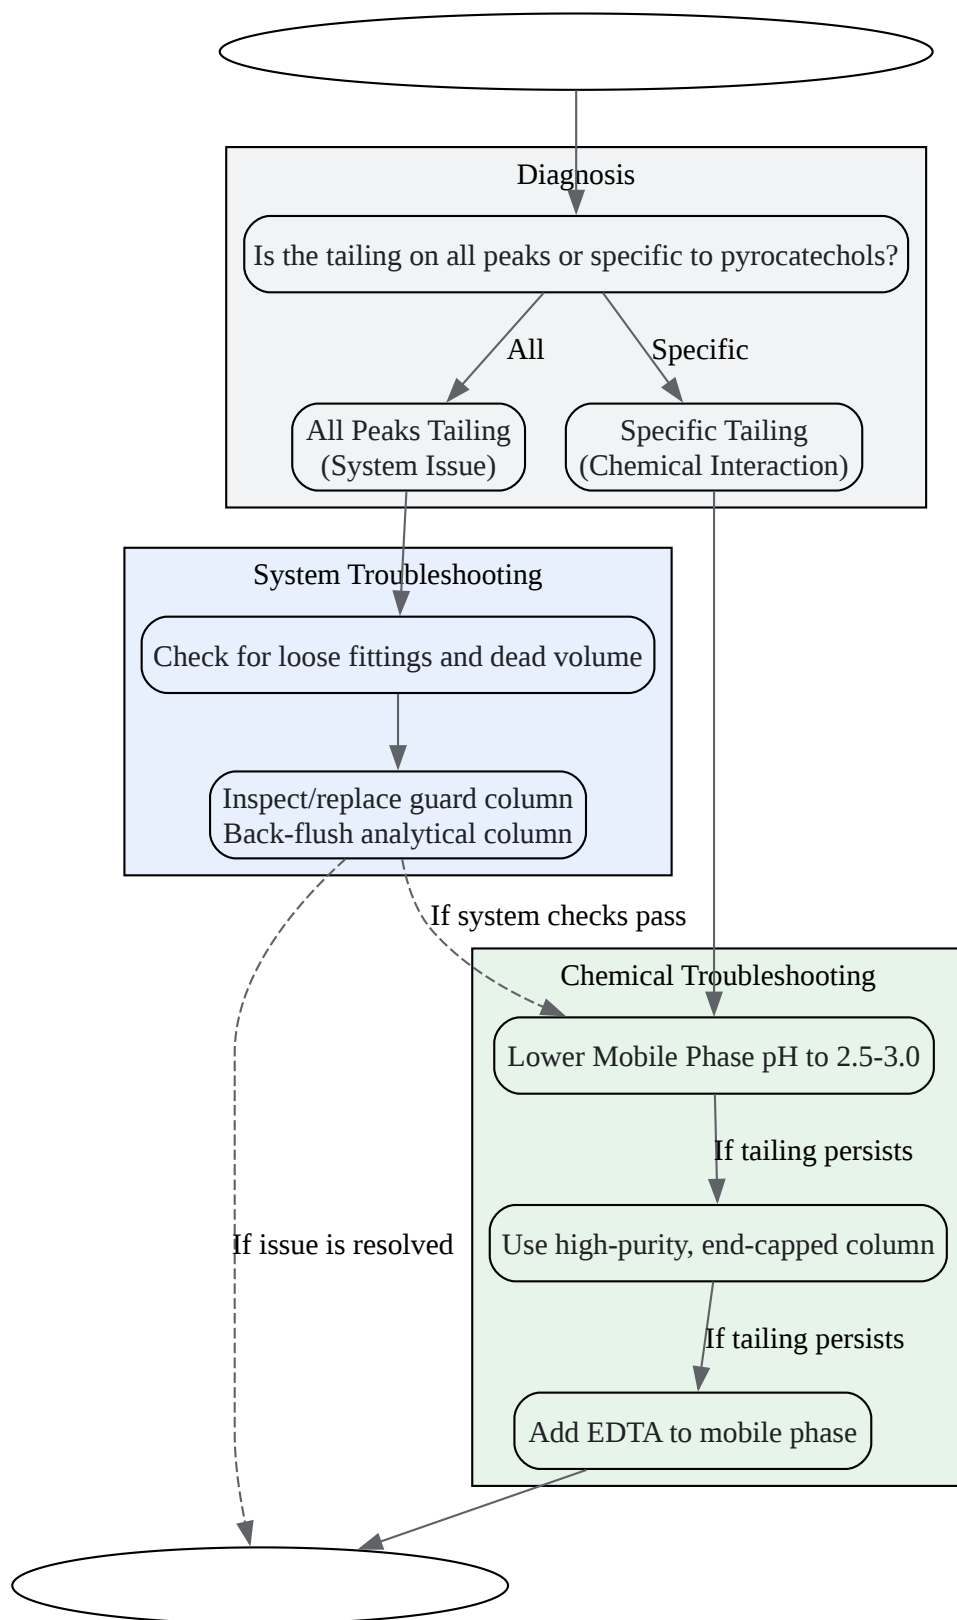 Diagnosis
Is the tailing on all peaks or specific to pyrocatechols?
All
Specific
All Peaks Tailing
(System Issue)
Specific Tailing
(Chemical Interaction)
System Troubleshooting
Check for loose fittings and dead volume
Inspect/replace guard column
Back-flush analytical column
If system checks pass
Chemical Troubleshooting
Lower Mobile Phase pH to 2.5-3.0
If tailing persists
If issue is resolved
Use high-purity, end-capped column
If tailing persists
Add EDTA to mobile phase